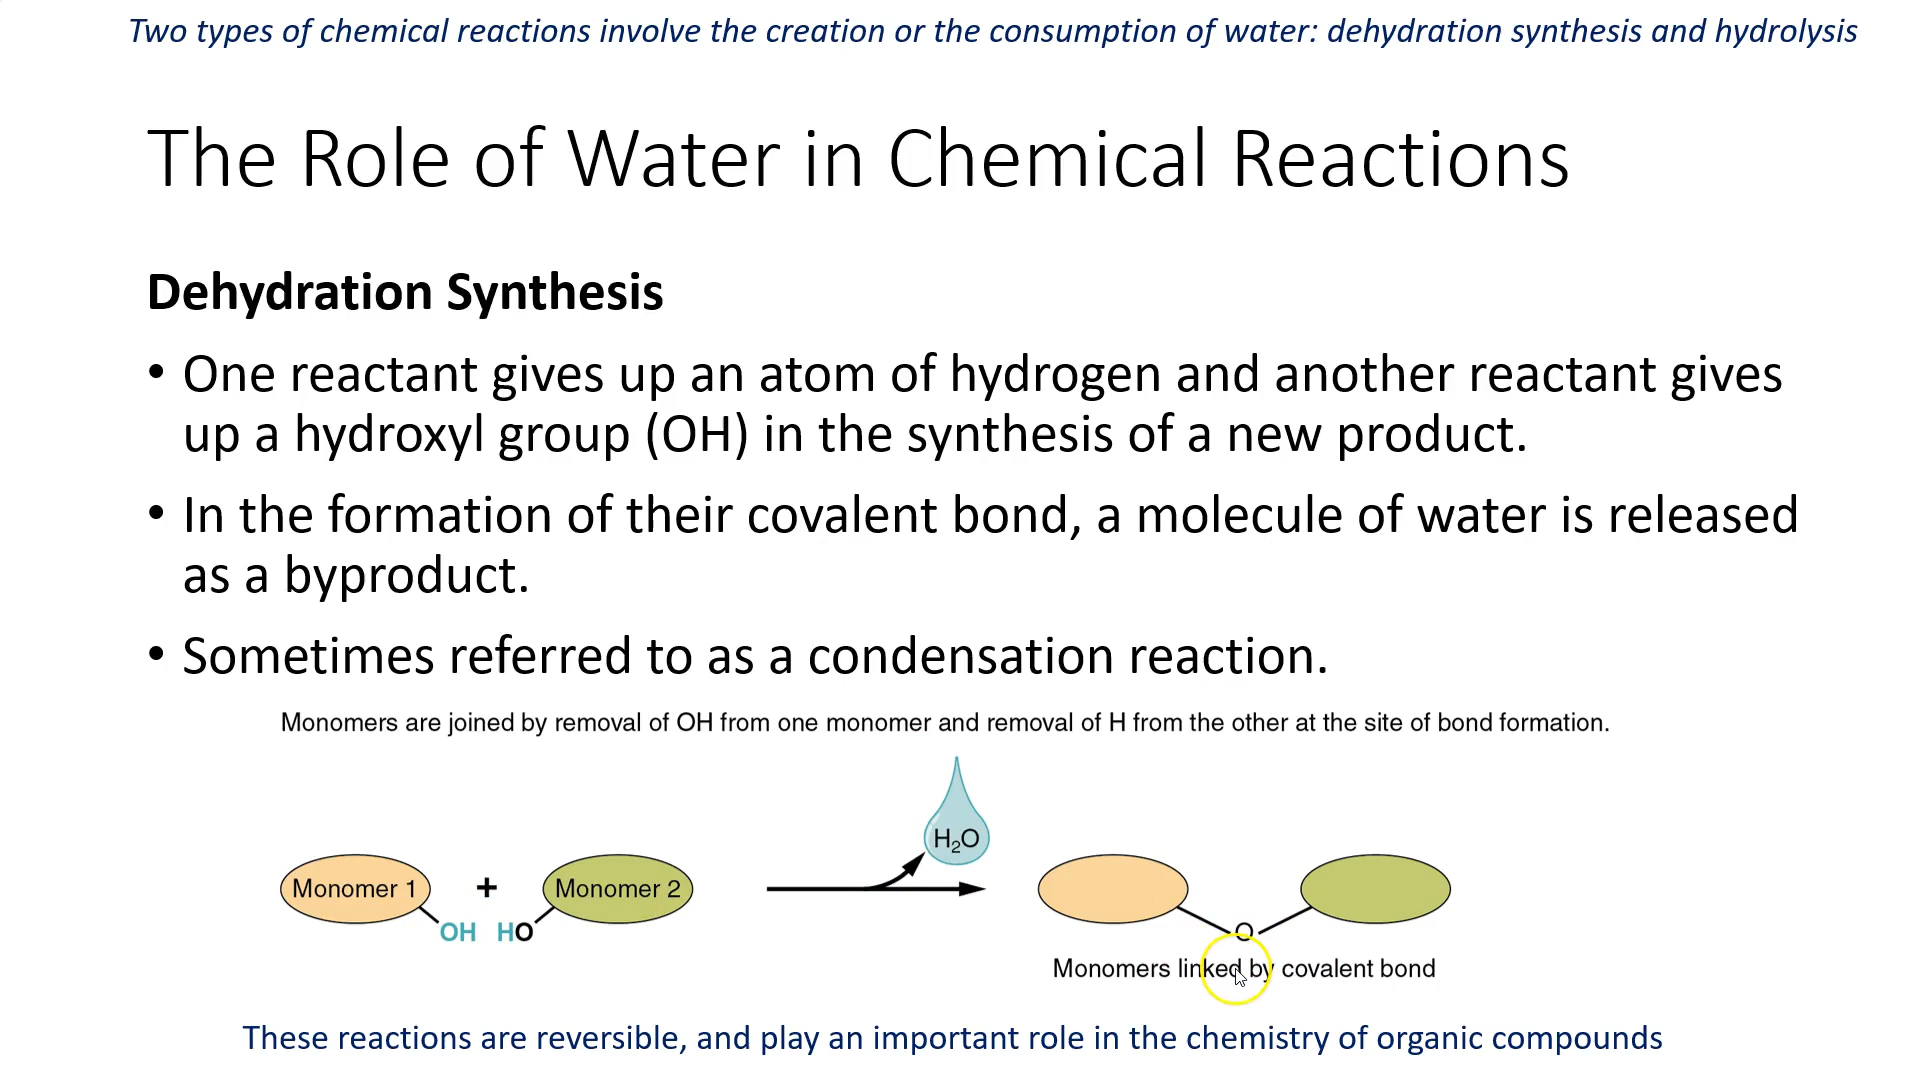 Two types of chemical reactions involve the creation or the consumption of water: dehydration synthesis and hydrolysis
The Role of Water in Chemical Reactions
Dehydration Synthesis
• One reactant gives up an atom of hydrogen and another reactant gives
up a hydroxyl group (OH) in the synthesis of a new product.
• In the formation of their covalent bond, a molecule of water is released
as a byproduct.
• Sometimes referred to as a condensation reaction.
Monomers are joined by removal of OH from one monomer and removal of H from the other at the site of bond formation.
H₂O
Monomer 1 + Monomer 2
OH HO
O
Monomers linked by covalent bond
These reactions are reversible, and play an important role in the chemistry of organic compounds